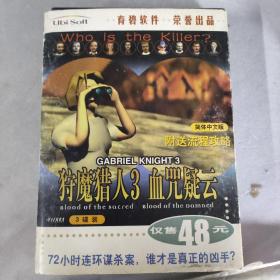 Ubi Soft
育碧软件 荣誉出品
Who Is the Killer?
简体中文版
附送流程攻略
GABRIEL KNIGHT 3
狩魔猎人3 血咒疑云
Blood of the Sacred Blood of the Damned
3 碟 装
仅售48元
72小时连环谋杀案，谁才是真正的凶手?